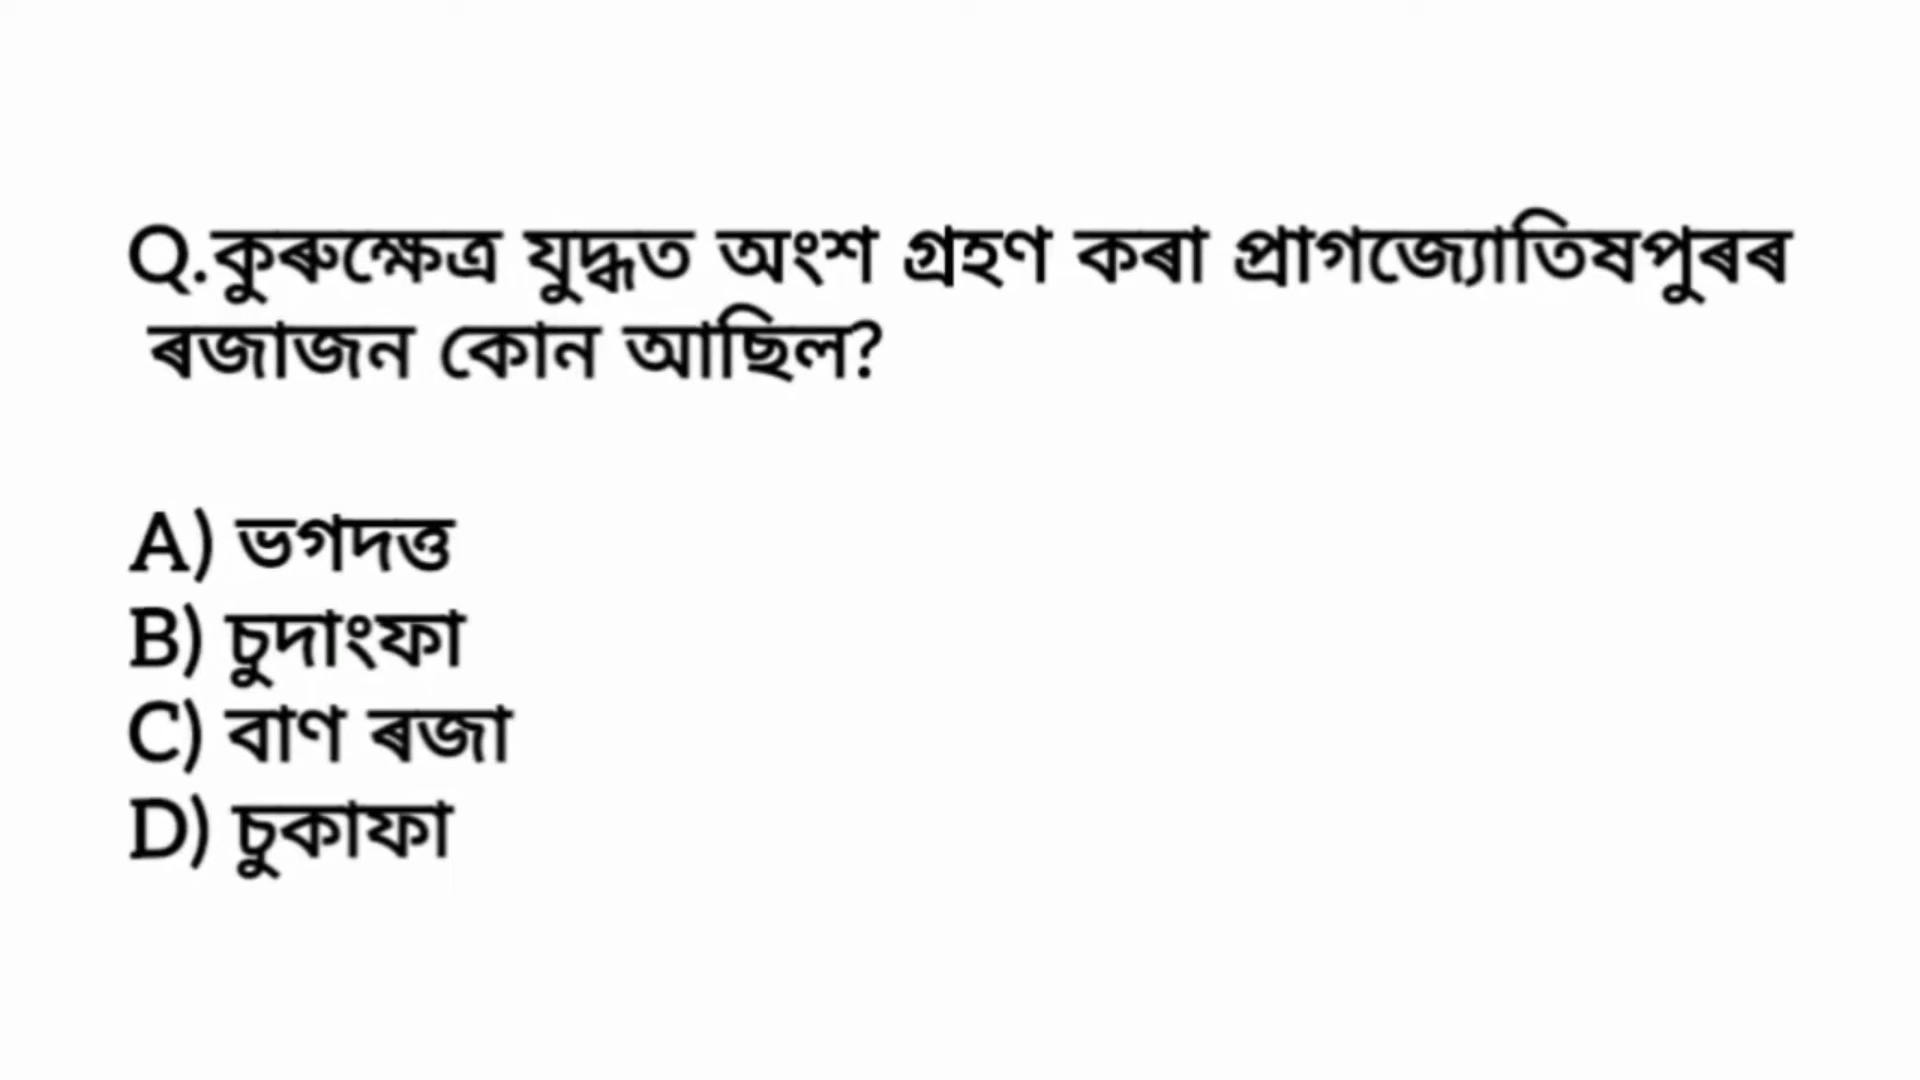 Q.কুৰুক্ষেত্ৰ যুদ্ধত অংশ গ্ৰহণ কৰা প্ৰাগজ্যোতিষপুৰৰ
ৰজাজন কোন আছিল?
A) ভগদত্ত
B) চুদাংফা
C) বাণ ৰজা
D) চুকাফা